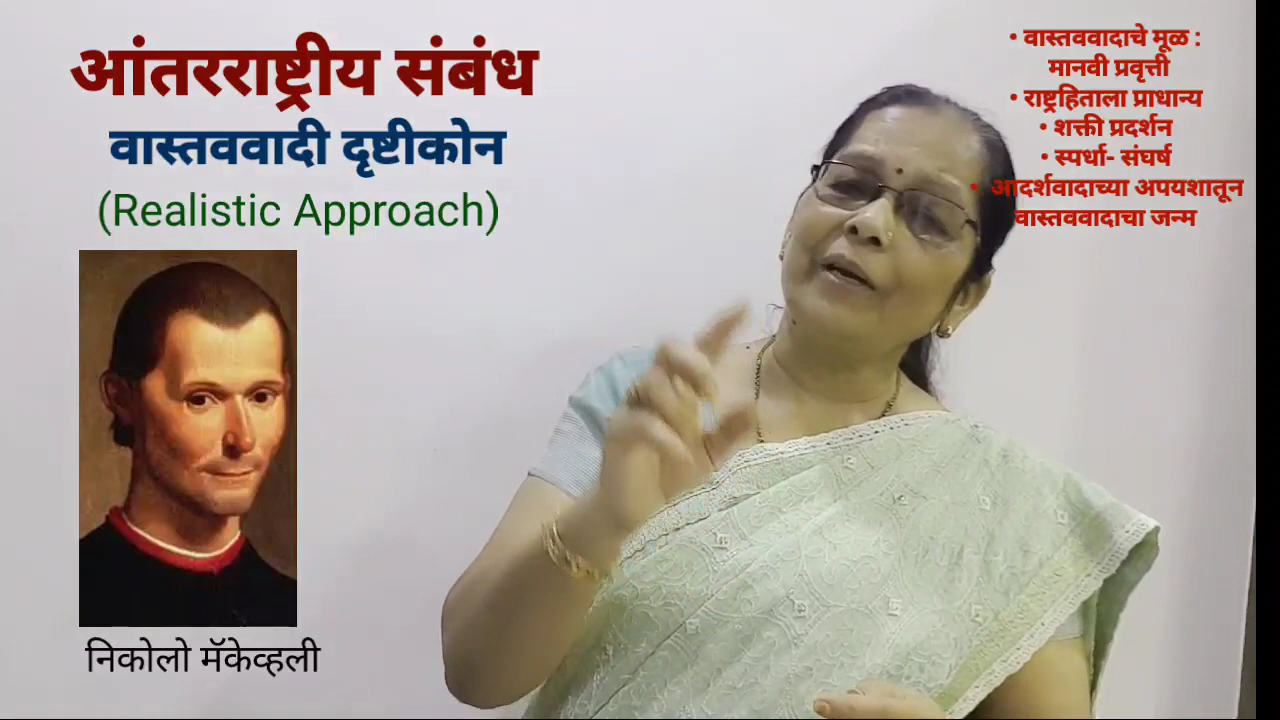 आंतरराष्ट्रीय संबंध
वास्तववादी दृष्टीकोन
(Realistic Approach)
निकोलो मॅकेव्हली
• वास्तववादाचे मूळ :
मानवी प्रवृत्ती
• राष्ट्रहिताला प्राधान्य
• शक्ती प्रदर्शन
• स्पर्धा- संघर्ष
• आदर्शवादाच्या अपयशातून
वास्तववादाचा जन्म